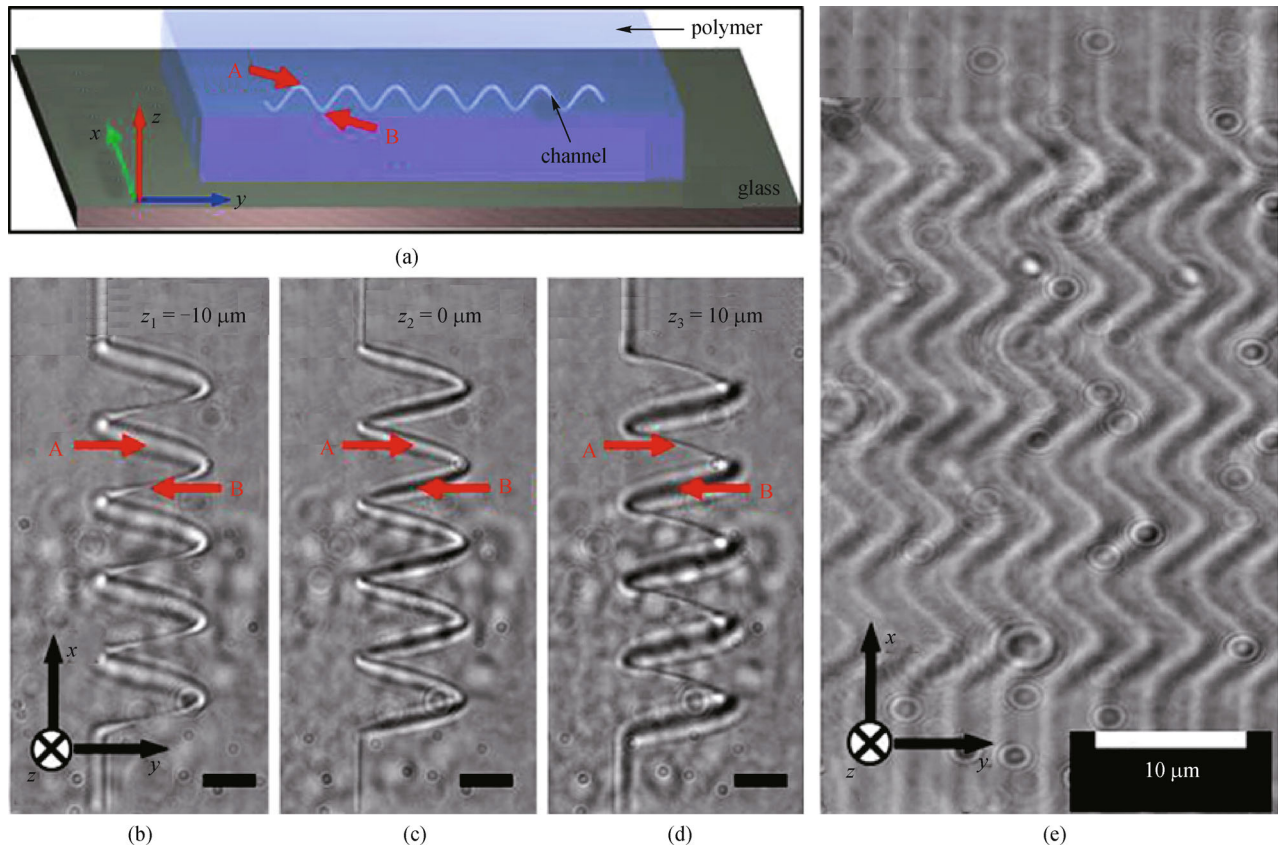 polymer
A
x
z
B
channel
glass
y
(a)
z1 = −10 μm
A
B
x
z
y
(b)
z2 = 0 μm
A
B
(c)
z3 = 10 μm
A
B
(d)
x
z
y
10 μm
(e)